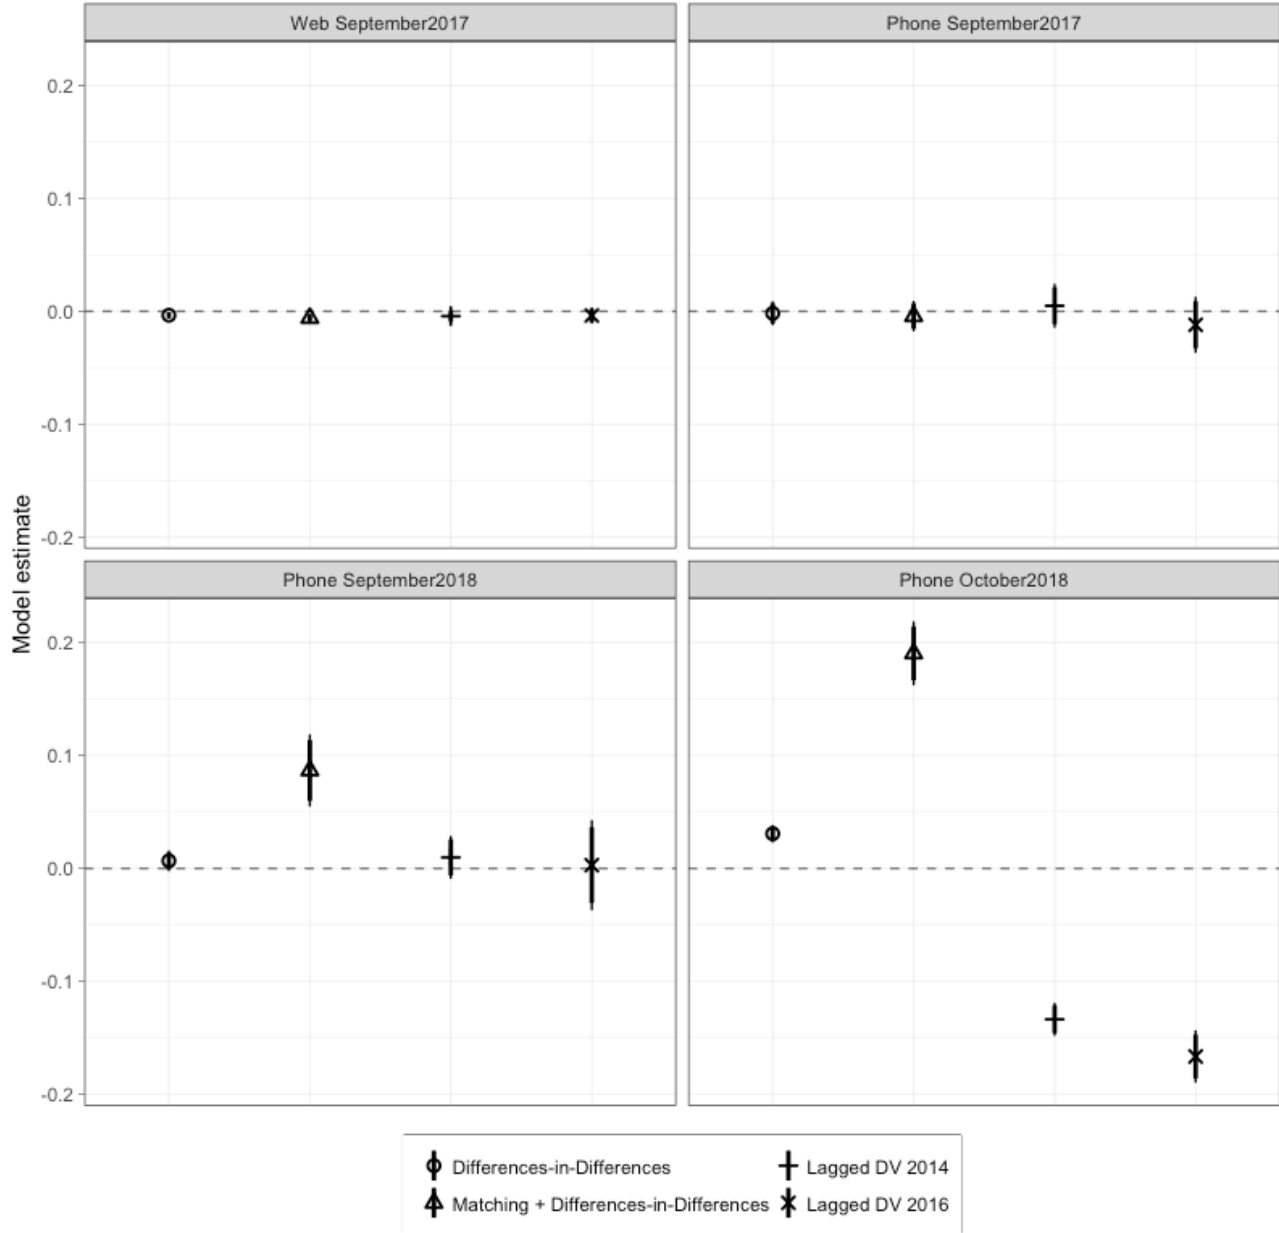 Web September2017
Phone September2017
0.2
0.1
0.0
-0.1
-0.2
Model estimate
Phone September2018
Phone October2018
0.2
0.1
0.0
-0.1
-0.2
Differences-in-Differences
Lagged DV 2014
Matching + Differences-in-Differences
Lagged DV 2016